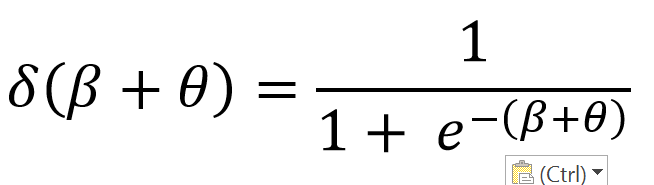 δ(β + θ) = 1 / (1 + e^−(β+θ))
(Ctrl)